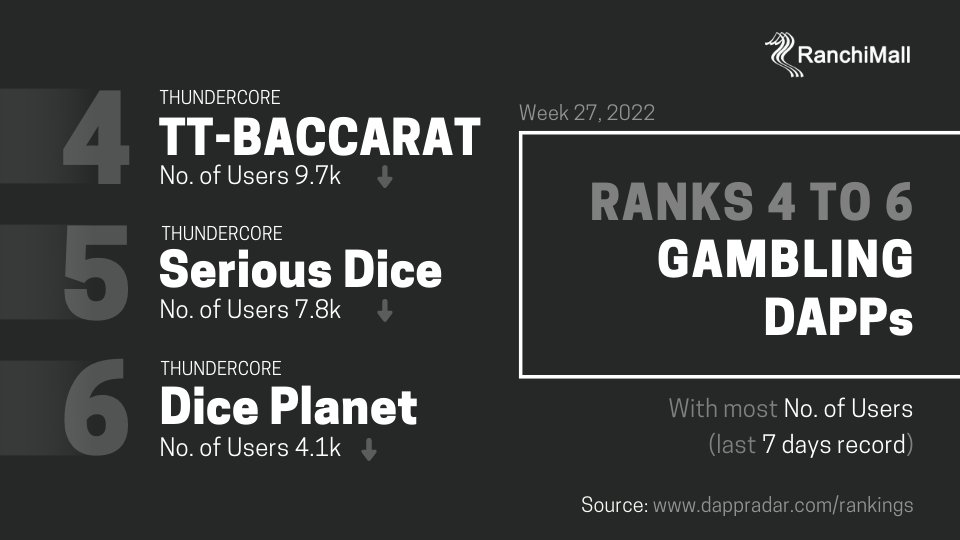 RanchiMall
Week 27, 2022
RANKS 4 TO 6
GAMBLING
DAPPs
With most No. of Users
(last 7 days record)
4
THUNDERCORE
TT-BACCARAT
No. of Users 9.7k
5
THUNDERCORE
Serious Dice
No. of Users 7.8k
6
THUNDERCORE
Dice Planet
No. of Users 4.1k
Source: www.dappradar.com/rankings